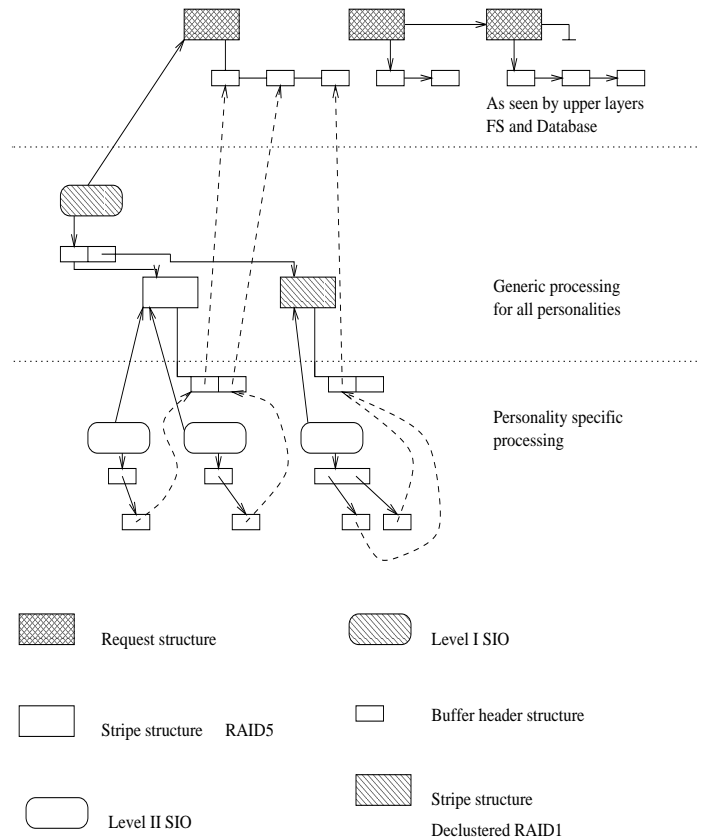 As seen by upper layers
FS and Database
Generic processing
for all personalities
Personality specific
processing
Request structure
Level I SIO
Stripe structure RAID5
Buffer header structure
Level II SIO
Stripe structure
Declustered RAID1